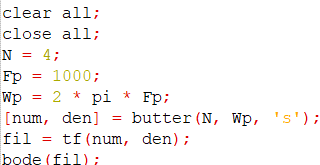 clear all;
close all;
N = 4;
Fp = 1000;
Wp = 2 * pi * Fp;
[num, den] = butter(N, Wp, 's');
fil = tf(num, den);
bode(fil);